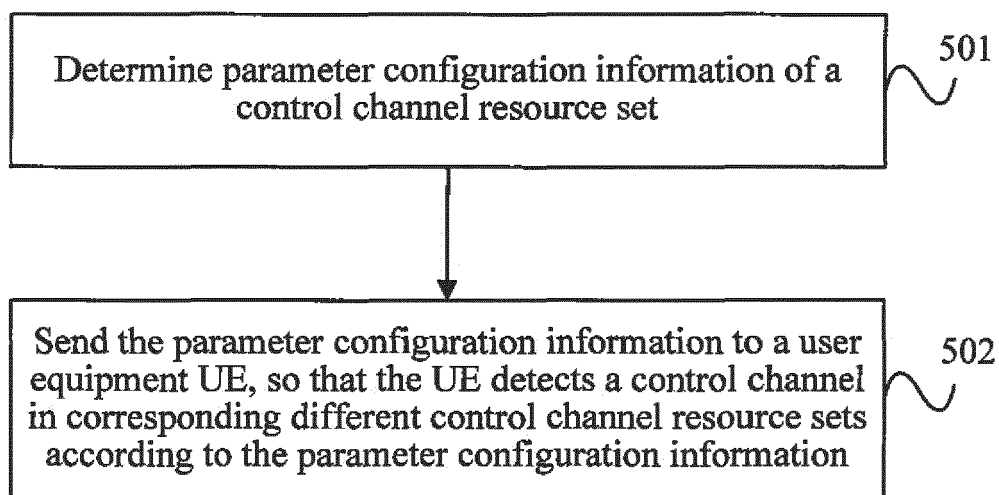 Determine parameter configuration information of a
control channel resource set
501
Send the parameter configuration information to a user
equipment UE, so that the UE detects a control channel
in corresponding different control channel resource sets
according to the parameter configuration information
502